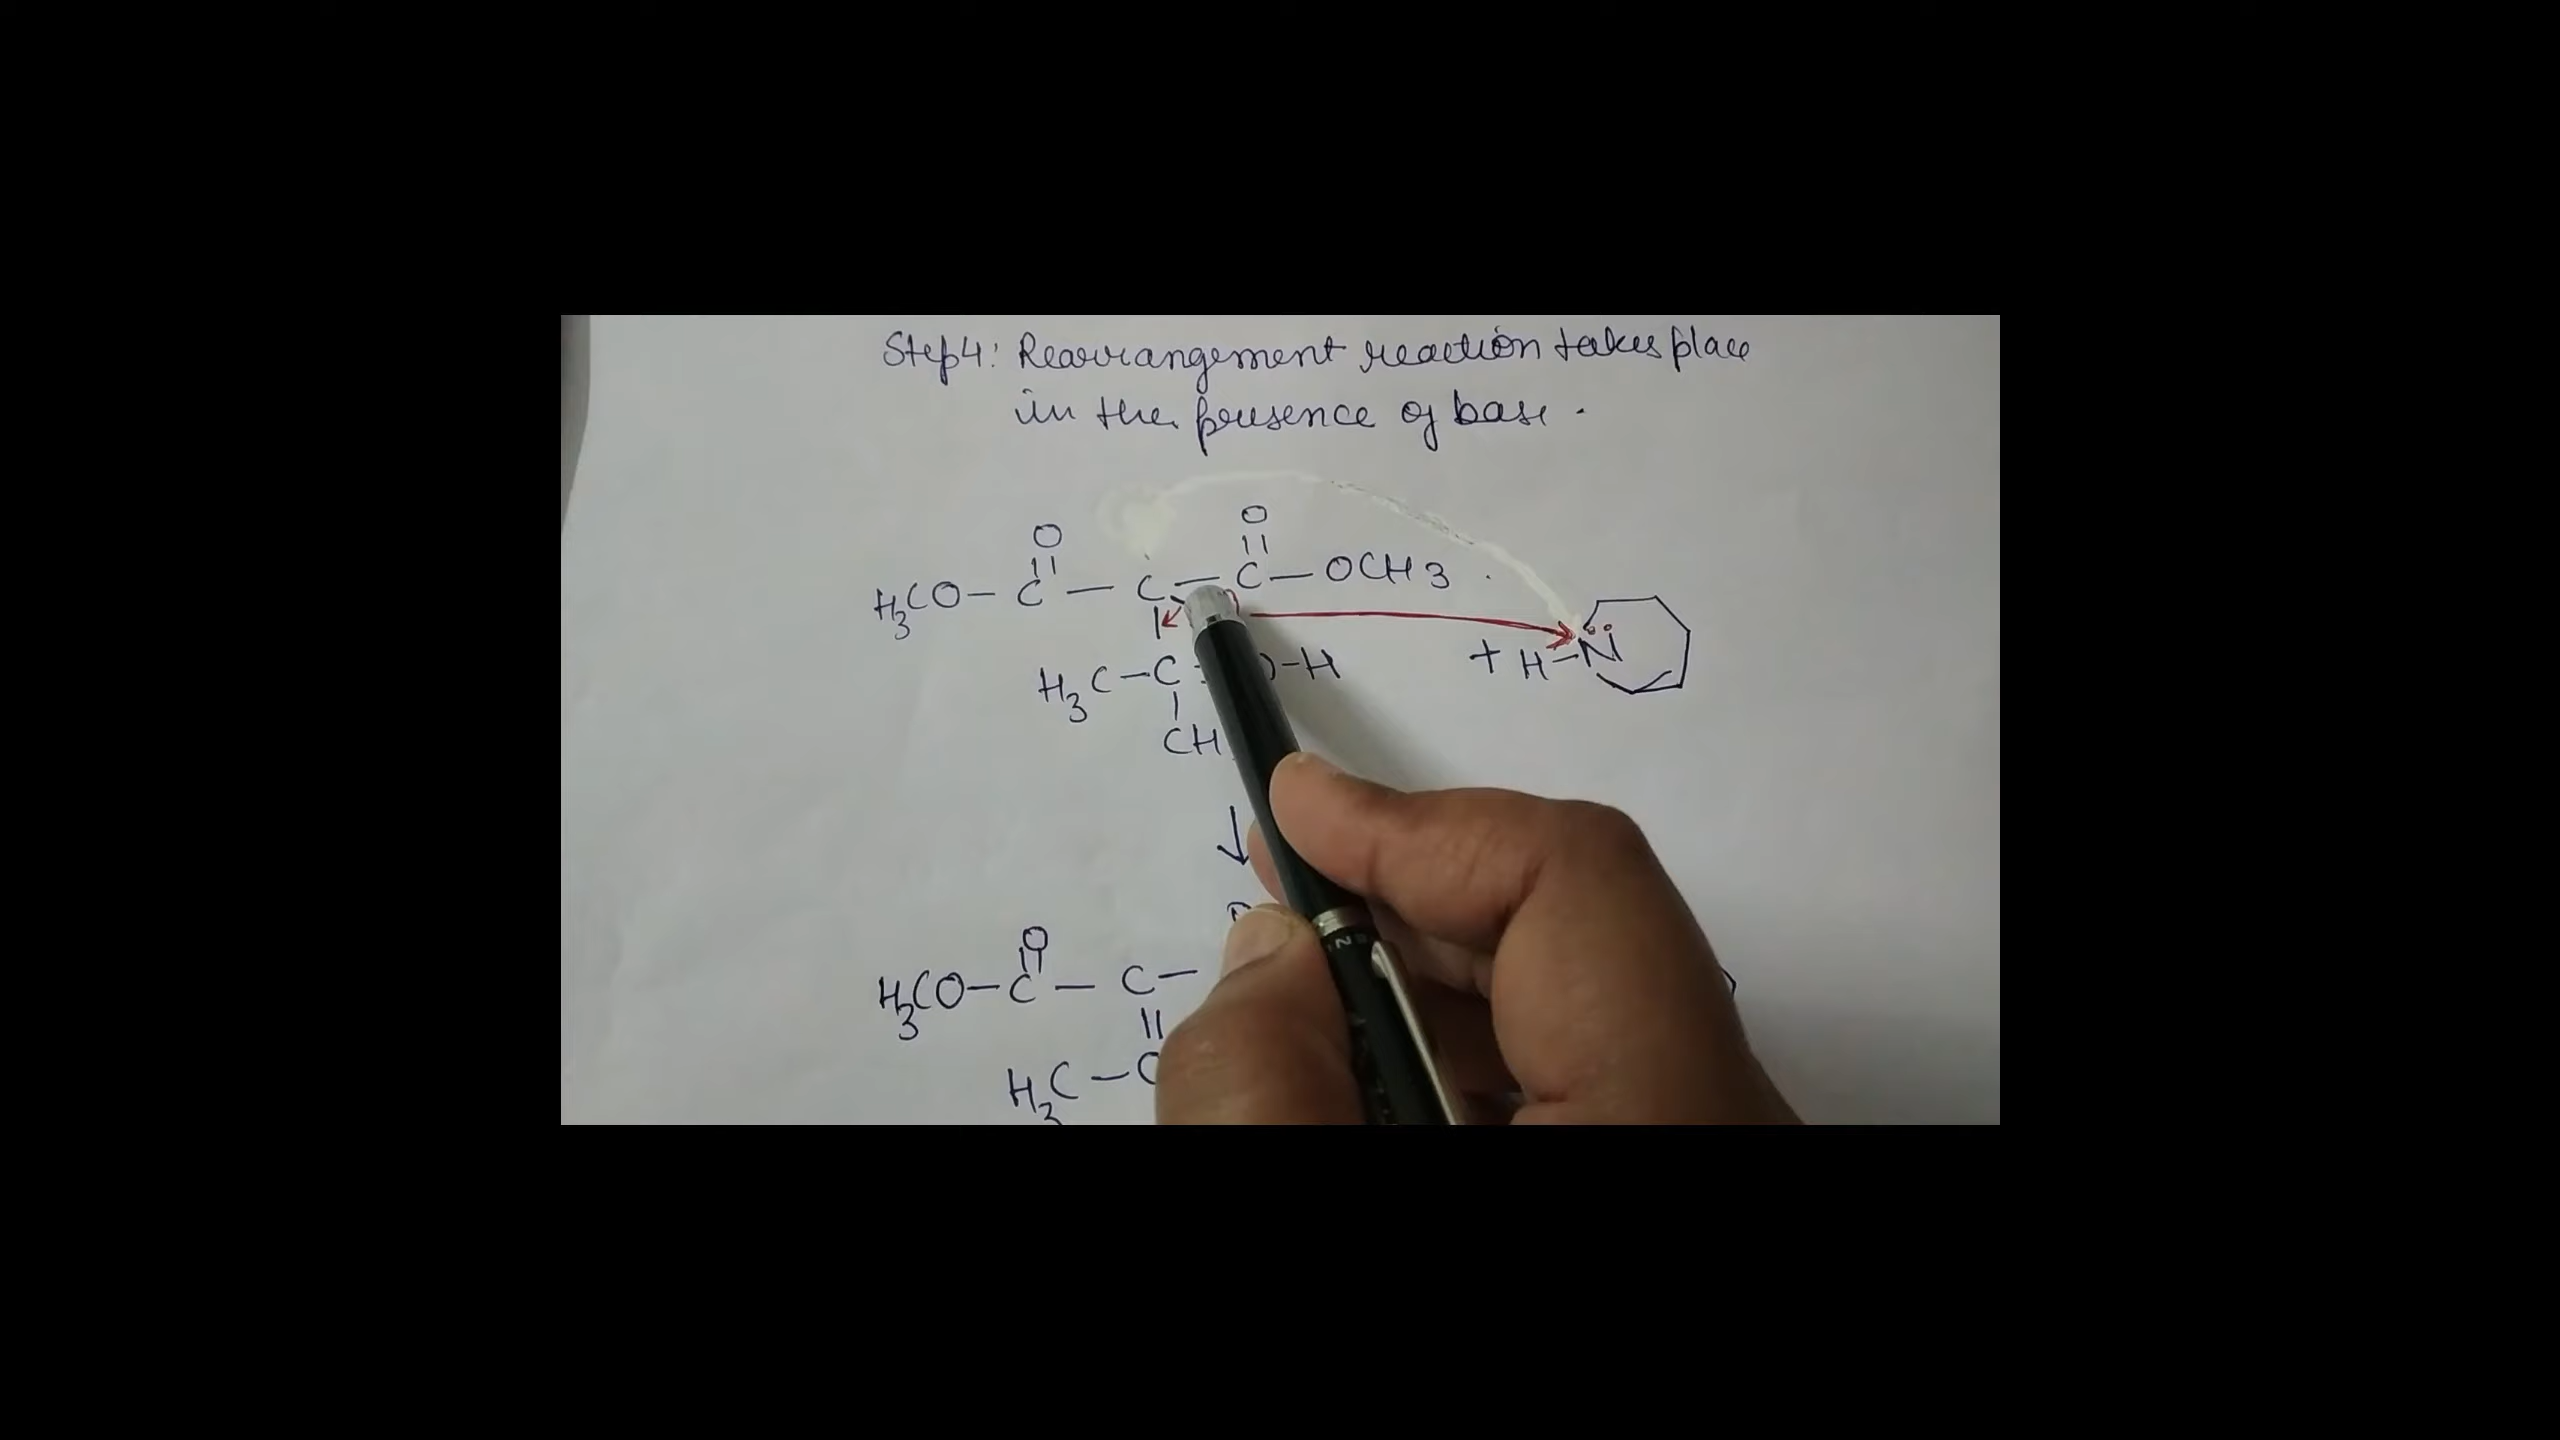 Step4: Rearrangement reaction takes place
in the presence of base.
O O
H3CO-C-C-C-OCH3
H3C-C -H + H-N
CH
O
H3CO-C-C-
H3C-C